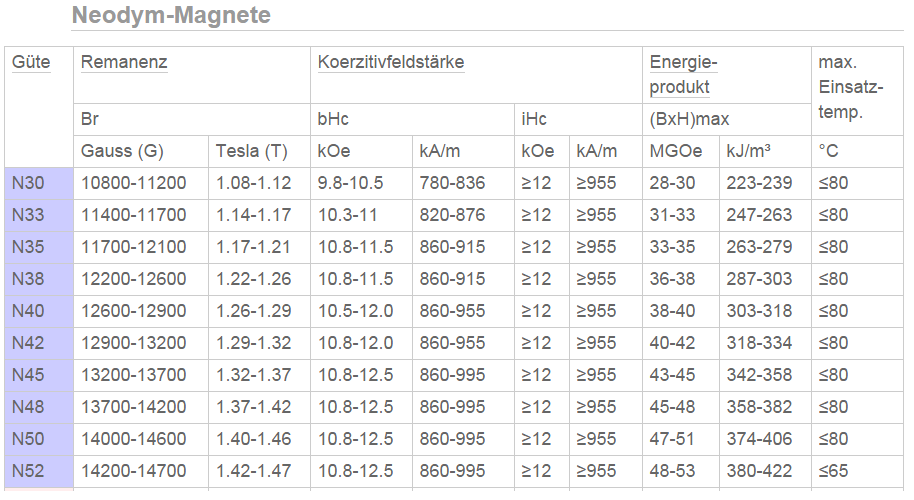 Neodym-Magnete
Güte Remanenz Koerzitivfeldstärke Energie- max.
produkt Einsatz-
temp.
Br bHc iHc (BxH)max
Gauss (G) Tesla (T) kOe kA/m kOe kA/m MGOe kJ/m³ °C
N30 10800-11200 1.08-1.12 9.8-10.5 780-836 ≥12 ≥955 28-30 223-239 ≤80
N33 11400-11700 1.14-1.17 10.3-11 820-876 ≥12 ≥955 31-33 247-263 ≤80
N35 11700-12100 1.17-1.21 10.8-11.5 860-915 ≥12 ≥955 33-35 263-279 ≤80
N38 12200-12600 1.22-1.26 10.8-11.5 860-915 ≥12 ≥955 36-38 287-303 ≤80
N40 12600-12900 1.26-1.29 10.5-12.0 860-955 ≥12 ≥955 38-40 303-318 ≤80
N42 12900-13200 1.29-1.32 10.8-12.0 860-955 ≥12 ≥955 40-42 318-334 ≤80
N45 13200-13700 1.32-1.37 10.8-12.5 860-995 ≥12 ≥955 43-45 342-358 ≤80
N48 13700-14200 1.37-1.42 10.8-12.5 860-995 ≥12 ≥955 45-48 358-382 ≤80
N50 14000-14600 1.40-1.46 10.8-12.5 860-995 ≥12 ≥955 47-51 374-406 ≤80
N52 14200-14700 1.42-1.47 10.8-12.5 860-995 ≥12 ≥955 48-53 380-422 ≤65